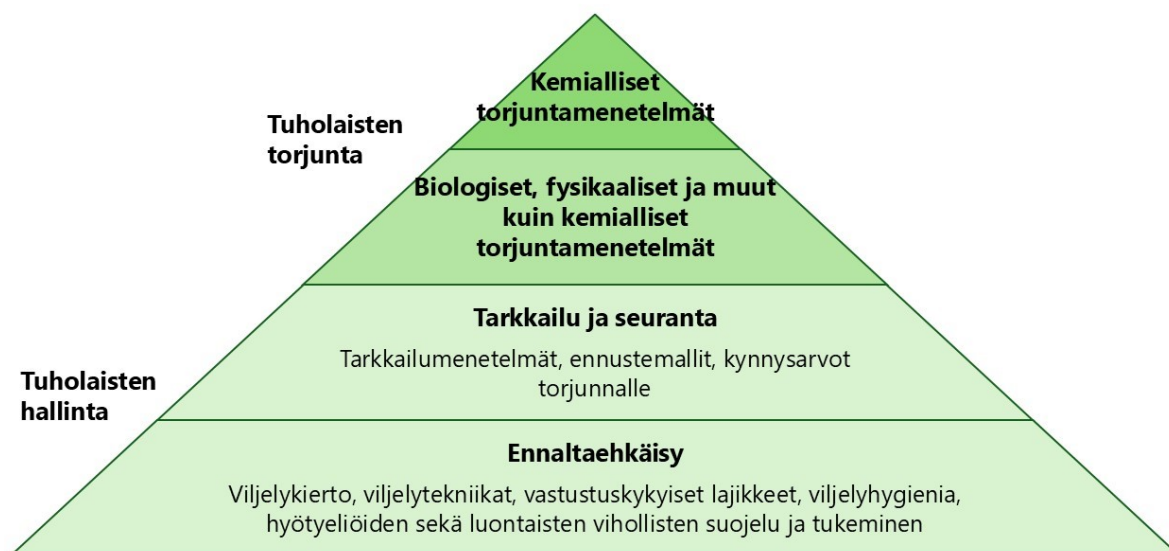 Kemialliset
torjuntamenetelmät
Tuholaisten
torjunta
Biologiset, fysikaaliset ja muut
kuin kemialliset
torjuntamenetelmät
Tarkkailu ja seuranta
Tarkkailumenetelmät, ennustemallit, kynnysarvot
torjunnalle
Tuholaisten
hallinta
Ennaltaehkäisy
Viljelykierto, viljelytekniikat, vastustuskykyiset lajikkeet, viljelyhygienia,
hyötyeliöiden sekä luontaisten vihollisten suojelu ja tukeminen